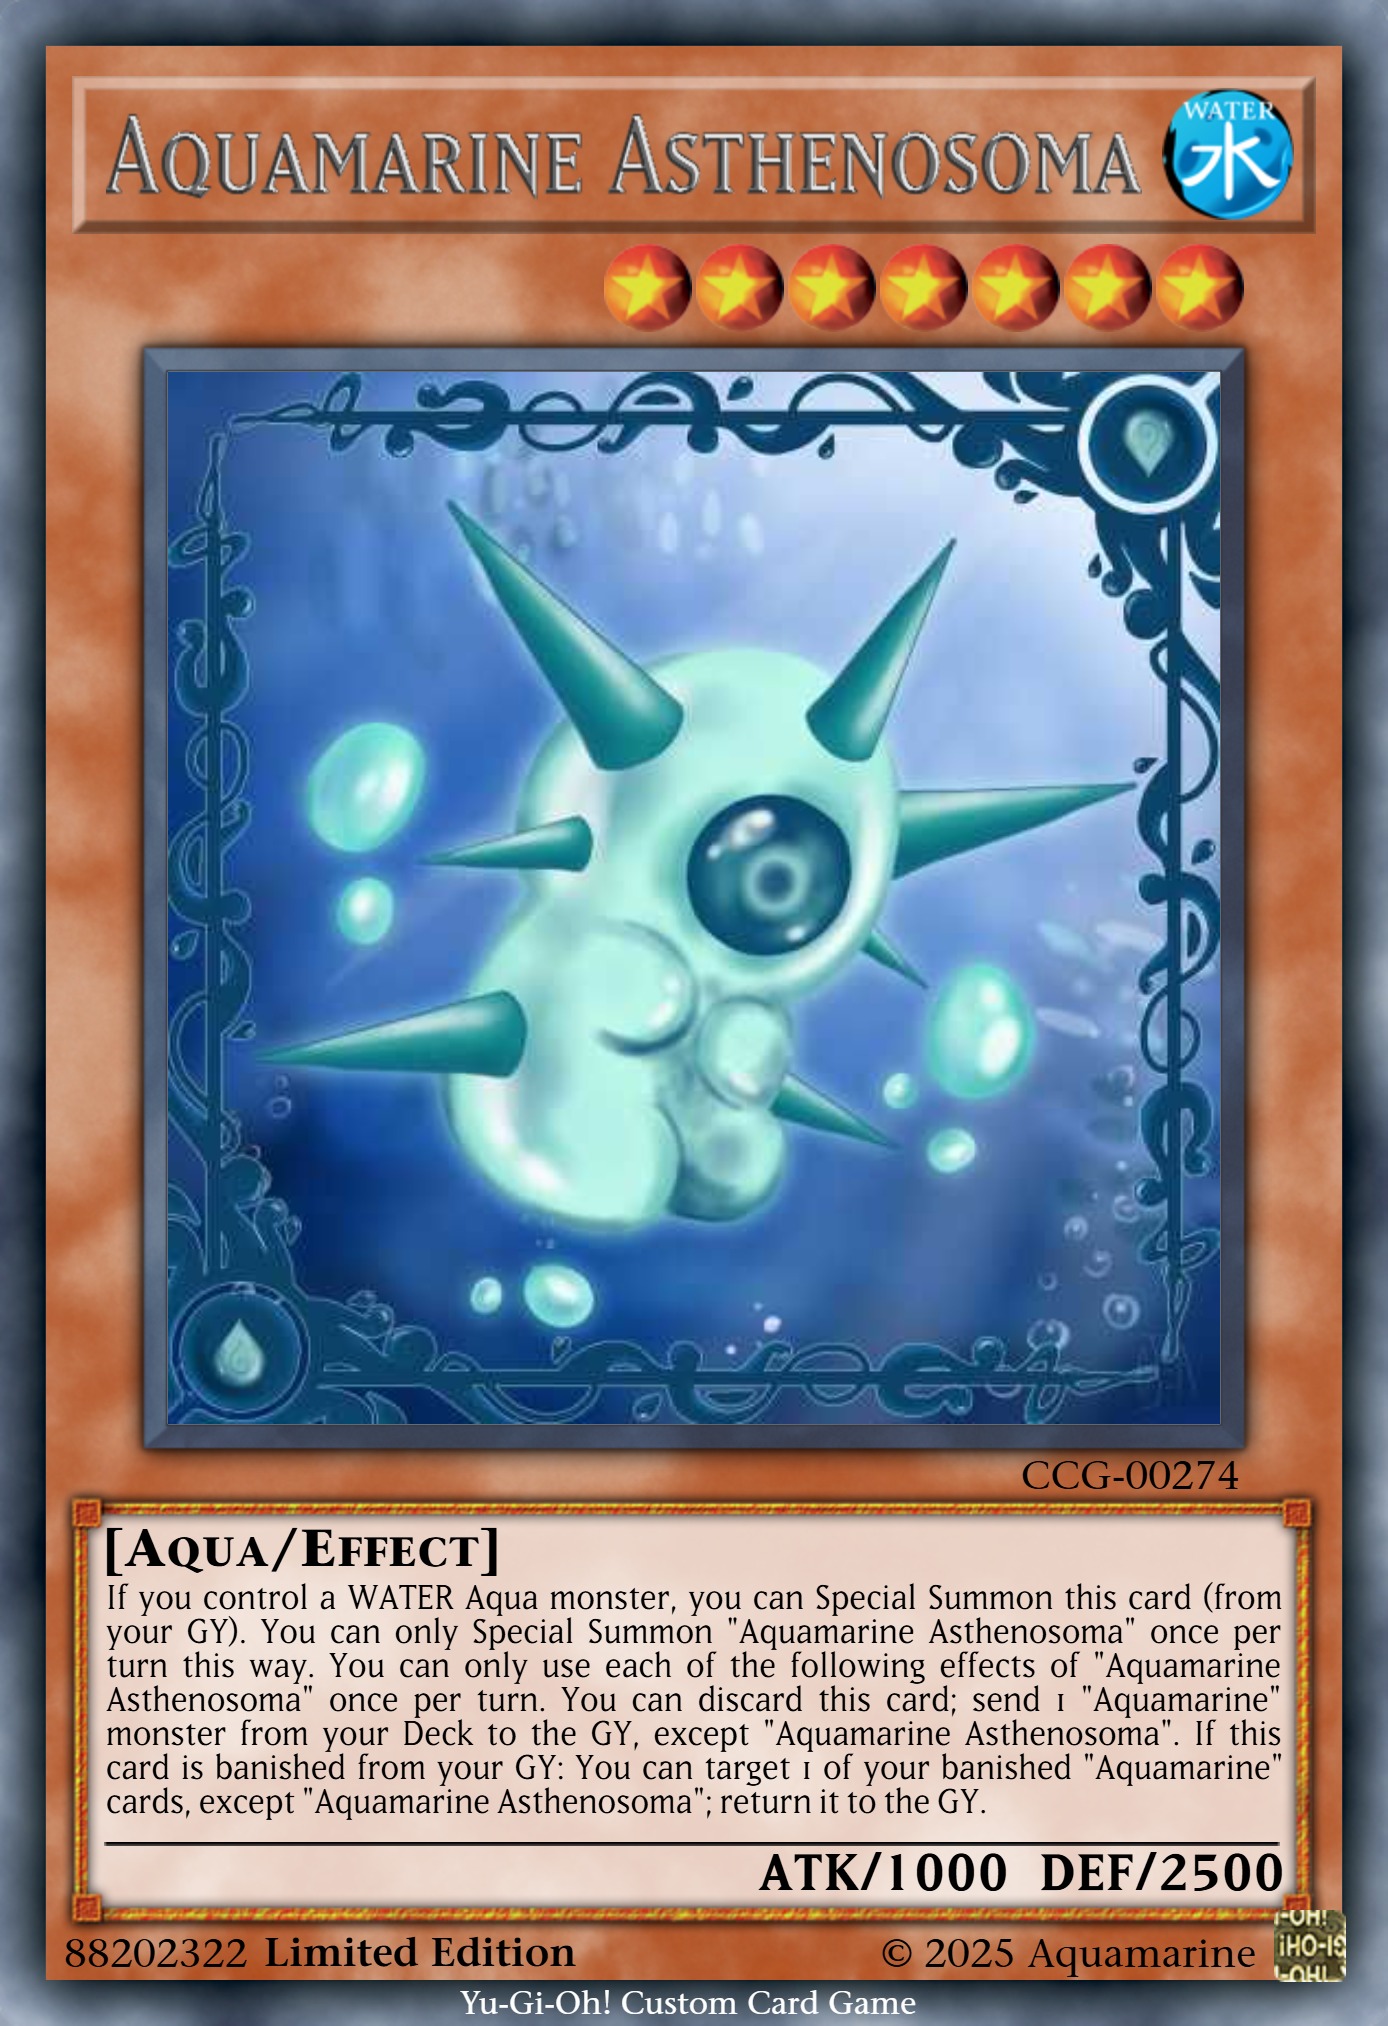 Aquamarine Asthenosoma
WATER
水
CCG-00274
[Aqua/Effect]
If you control a WATER Aqua monster, you can Special Summon this card (from
your GY). You can only Special Summon "Aquamarine Asthenosoma" once per
turn this way. You can only use each of the following effects of "Aquamarine
Asthenosoma" once per turn. You can discard this card; send 1 "Aquamarine"
monster from your Deck to the GY, except "Aquamarine Asthenosoma". If this
card is banished from your GY: You can target 1 of your banished "Aquamarine"
cards, except "Aquamarine Asthenosoma"; return it to the GY.
ATK/1000 DEF/2500
88202322 Limited Edition
© 2025 Aquamarine
Yu-Gi-Oh! Custom Card Game